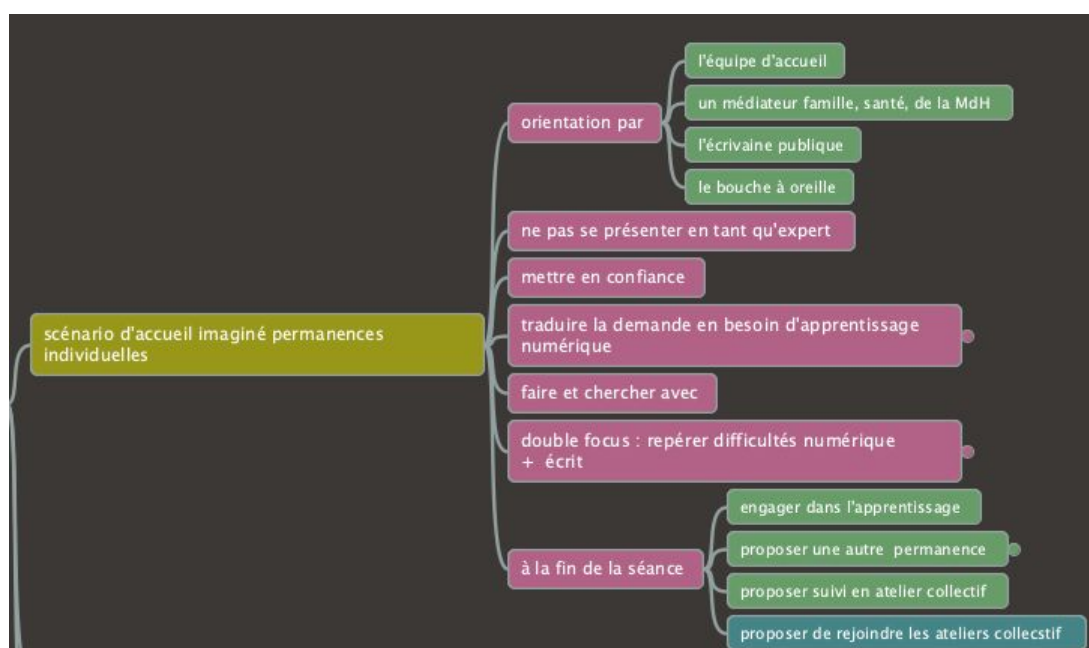 l'équipe d'accueil
un médiateur famille, santé, de la MdH
orientation par
l'écrivaine publique
le bouche à oreille
ne pas se présenter en tant qu'expert
mettre en confiance
scénario d'accueil imaginé permanences
individuelles
traduire la demande en besoin d'apprentissage
numérique
faire et chercher avec
double focus : repérer difficultés numérique
+ écrit
à la fin de la séance
engager dans l'apprentissage
proposer une autre permanence
proposer suivi en atelier collectif
proposer de rejoindre les ateliers collecstif